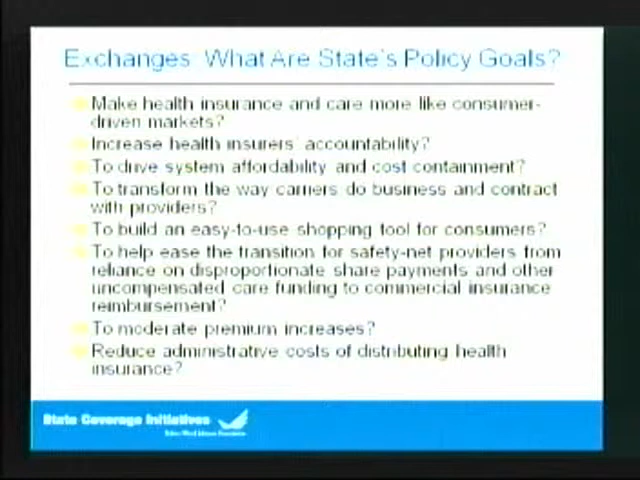 Exchanges: What Are State's Policy Goals?
Make health insurance and care more like consumer-
driven markets?
Increase health insurers' accountability?
To drive system affordability and cost containment?
To transform the way carriers do business and contract
with providers?
To build an easy-to-use shopping tool for consumers?
To help ease the transition for safety-net providers from
reliance on disproportionate share payments and other
uncompensated care funding to commercial insurance
reimbursement?
To moderate premium increases?
Reduce administrative costs of distributing health
insurance?
State Coverage Initiatives